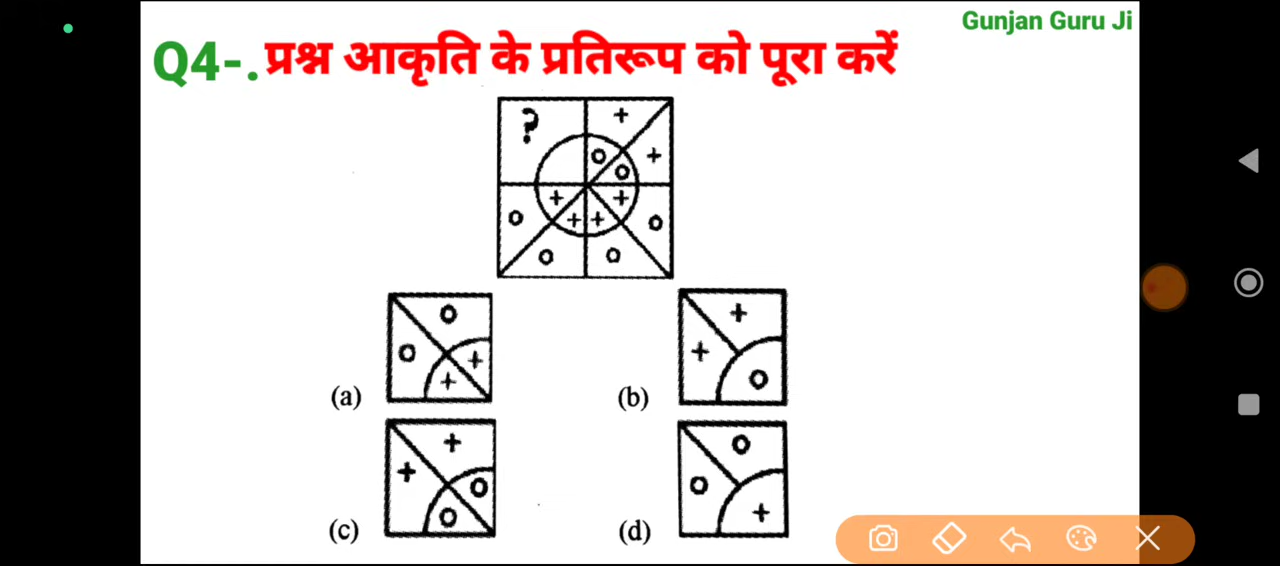 Gunjan Guru Ji
Q4-. प्रश्न आकृति के प्रतिरूप को पूरा करें
?
+
o
+
o
+
+
o
+
+
o
o
o
+
o
o
+
+
(a)
+
+
o
(b)
+
+
o
o
(c)
o
o
+
(d)